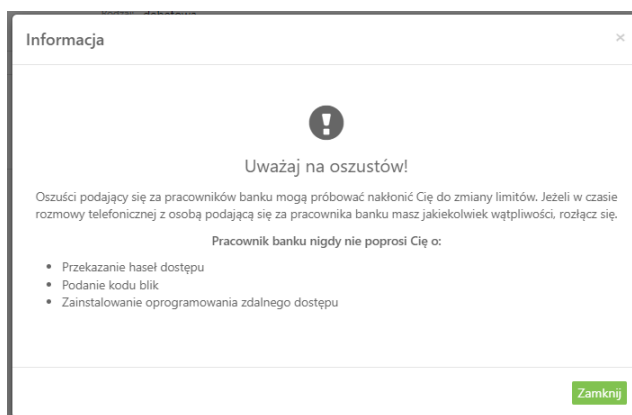 Rodzaj debetowa
Informacja ×
Uważaj na oszustów!
Oszuści podający się za pracowników banku mogą próbować nakłonić Cię do zmiany limitów. Jeżeli w czasie
rozmowy telefonicznej z osobą podającą się za pracownika banku masz jakiekolwiek wątpliwości, rozłącz się.
Pracownik banku nigdy nie poprosi Cię o:
• Przekazanie haseł dostępu
• Podanie kodu blik
• Zainstalowanie oprogramowania zdalnego dostępu
Zamknij